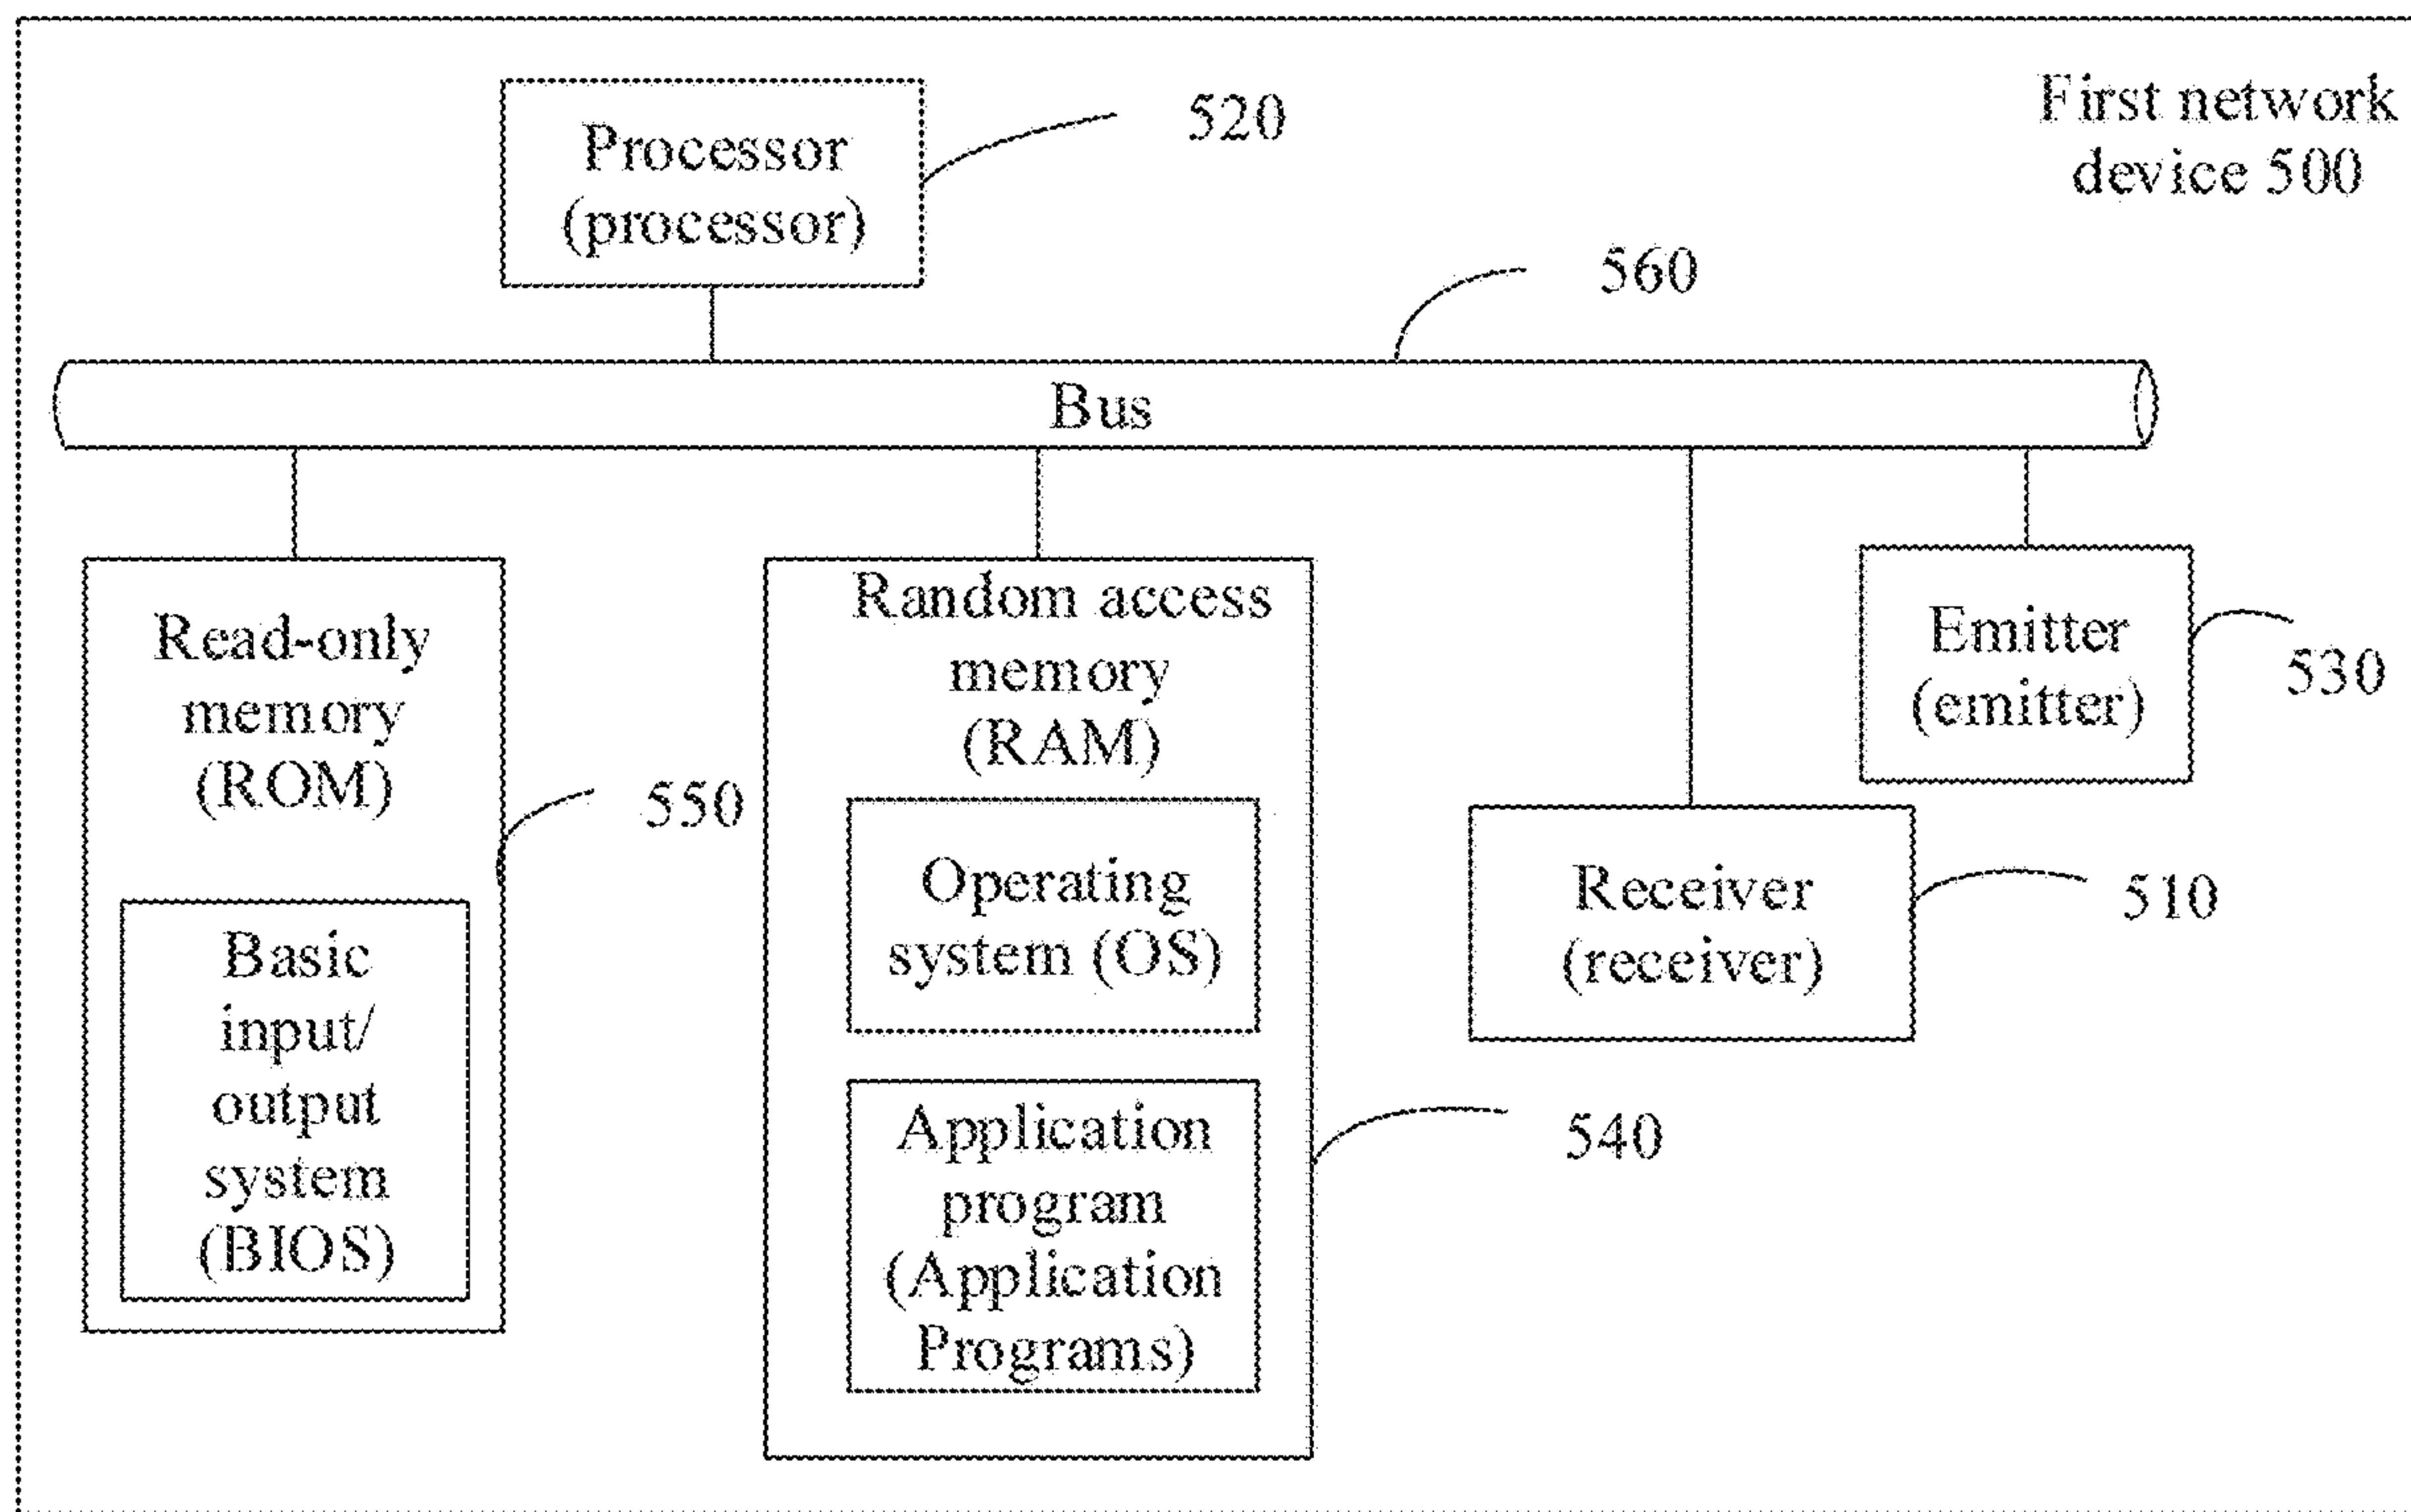 First network
device 500
Processor
(processor)
520
560
Bus
Read-only
memory
(ROM)
550
Basic
input/
output
system
(BIOS)
Random access
memory
(RAM)
Operating
system (OS)
Application
program
(Application
Programs)
540
Receiver
(receiver)
510
Emitter
(emitter)
530